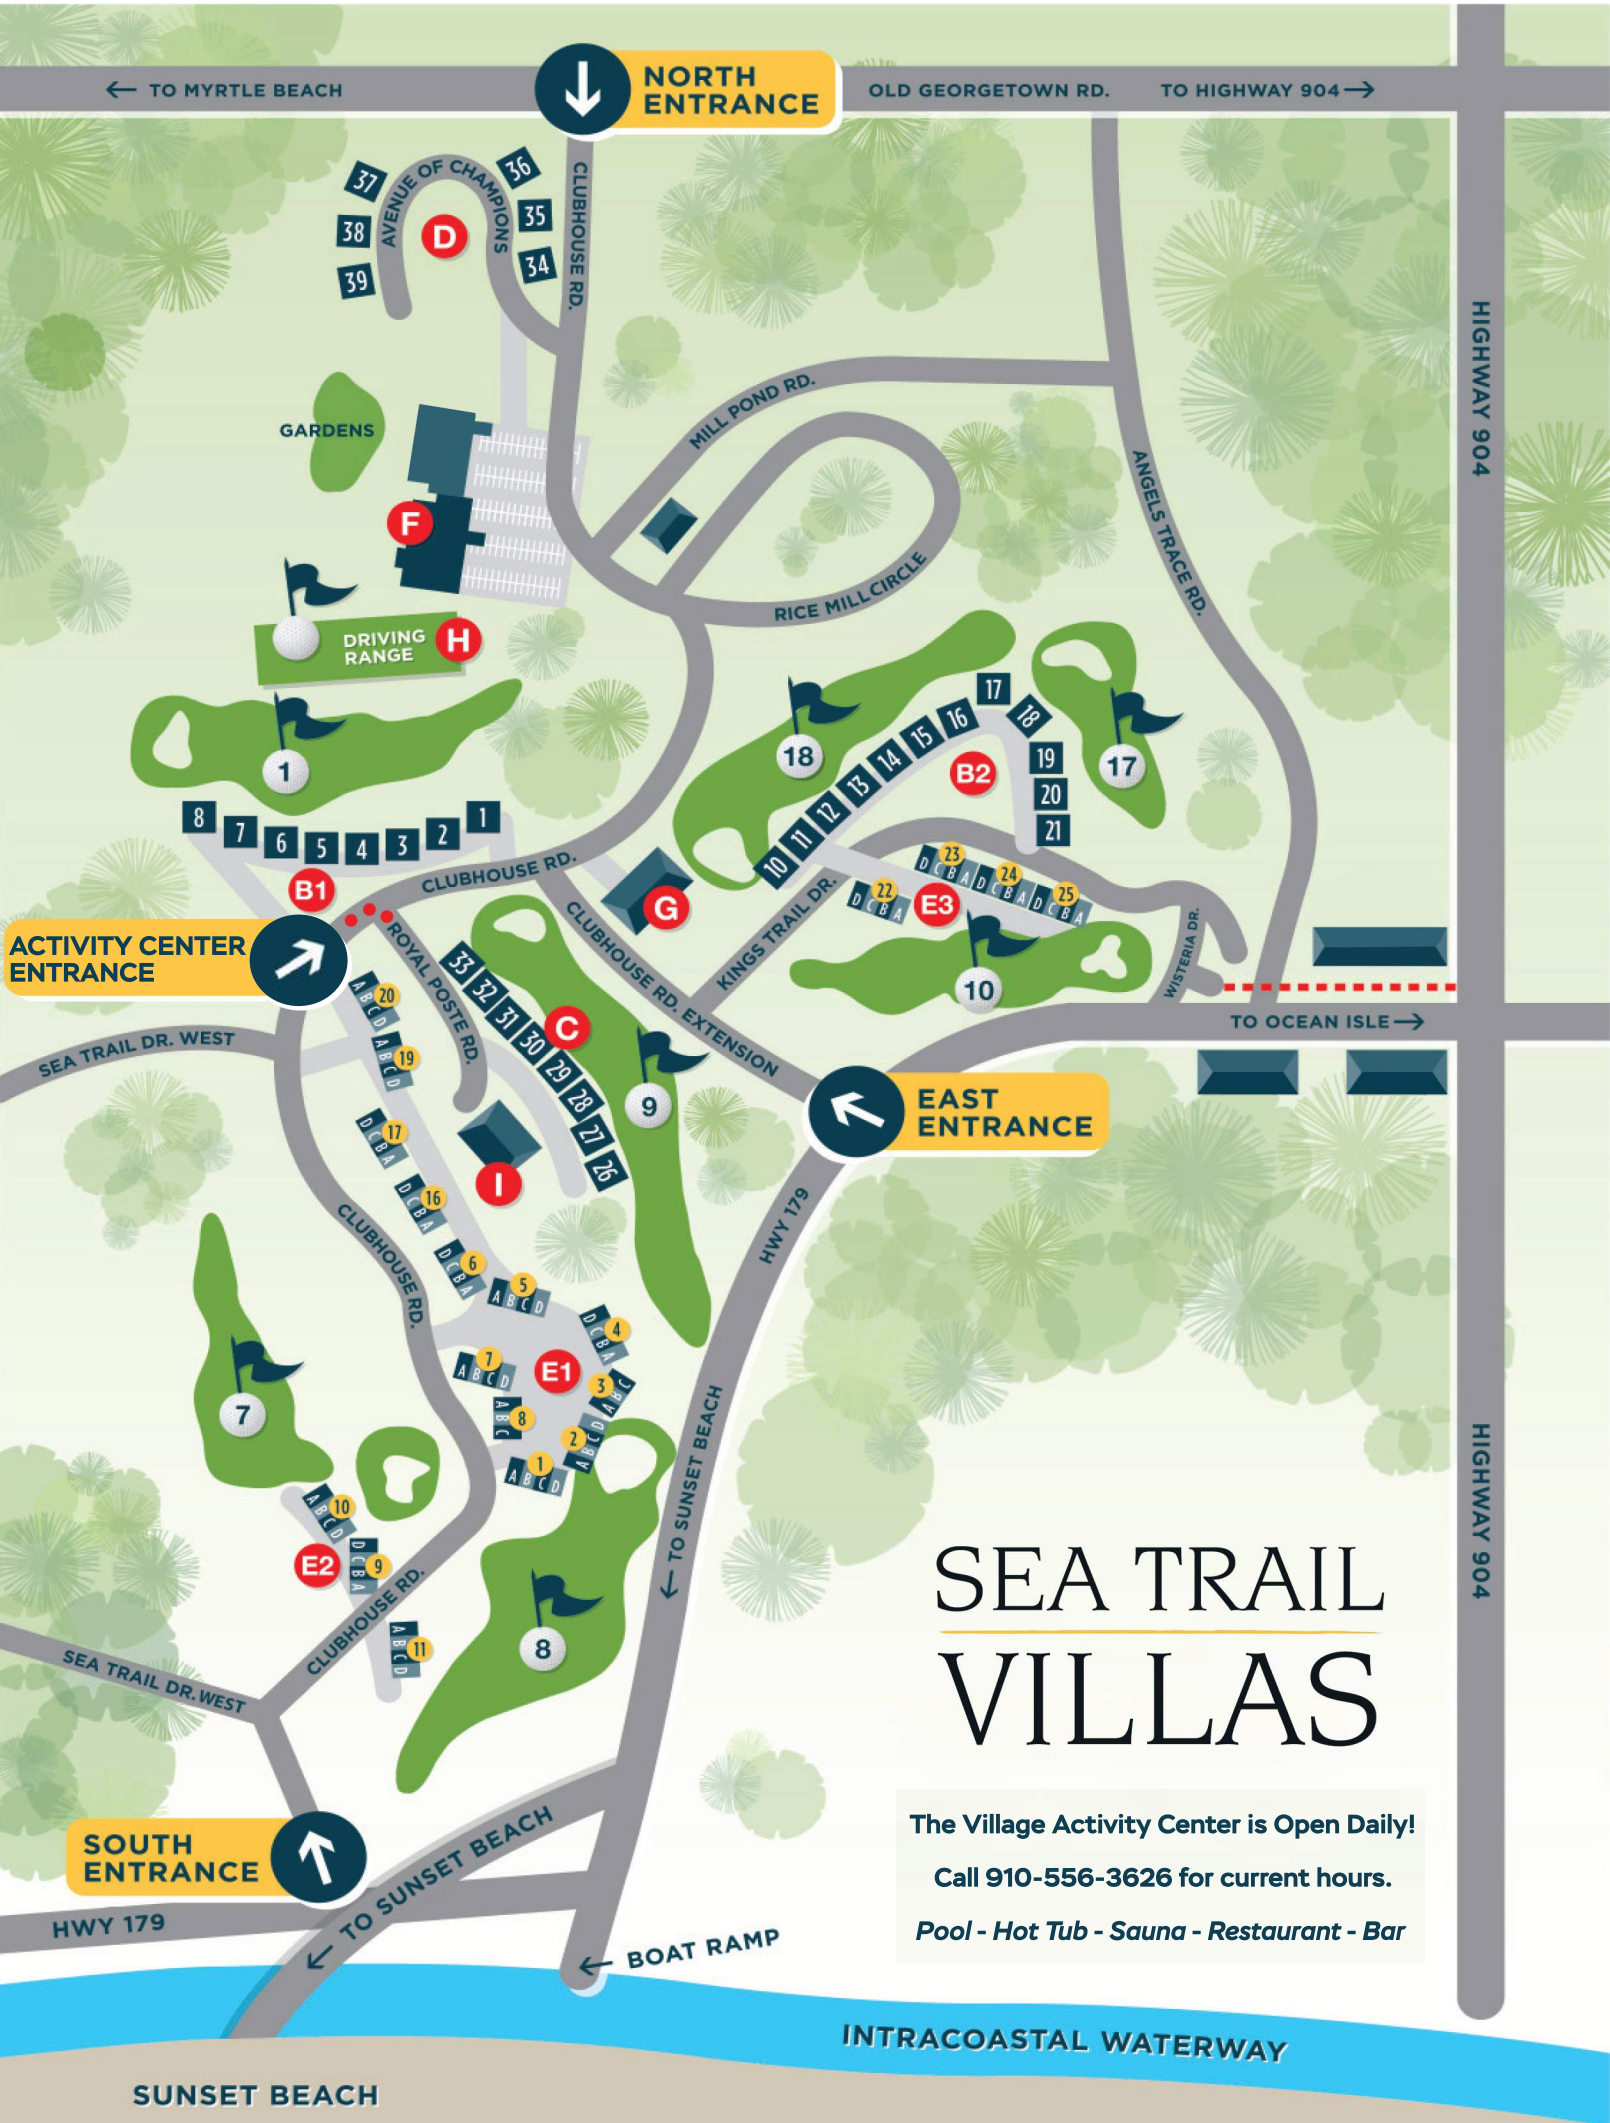 ← TO MYRTLE BEACH
NORTH
ENTRANCE
OLD GEORGETOWN RD.
TO HIGHWAY 904→
37
38
39
AVENUE OF CHAMPIONS
D
36
35
34
CLUBHOUSE RD.
HIGHWAY 904
GARDENS
MILL POND RD.
F
RICE MILL CIRCLE
ANGELS TRACE RD.
DRIVING
RANGE
H
1
18
17
8
7
6
5
4
3
2
1
B1
10
11
12
13
14
15
16
17
18
19
20
21
B2
CLUBHOUSE RD.
G
23
D C B A
24
D C B A
25
D C B A
22
D C B A
E3
KINGS TRAIL DR.
10
WISTERIA DR.
ACTIVITY CENTER
ENTRANCE
ROYAL POSTE RD.
CLUBHOUSE RD. EXTENSION
33
32
31
30
29
28
27
26
C
9
TO OCEAN ISLE→
SEA TRAIL DR. WEST
20
A B C D
19
A B C D
17
D C B A
16
D C B A
6
D C B A
5
A B C D
4
D C B A
3
A B C
2
A B C D
1
A B C D
7
A B C D
8
A B C
E1
I
EAST
ENTRANCE
HWY 179
CLUBHOUSE RD.
7
← TO SUNSET BEACH
HIGHWAY 904
10
A B C D
9
D C B A
11
A B C D
E2
CLUBHOUSE RD.
8
SEA TRAIL DR. WEST
SEA TRAIL
VILLAS
The Village Activity Center is Open Daily!
Call 910-556-3626 for current hours.
Pool - Hot Tub - Sauna - Restaurant - Bar
SOUTH
ENTRANCE
HWY 179
← TO SUNSET BEACH
← BOAT RAMP
INTRACOASTAL WATERWAY
SUNSET BEACH